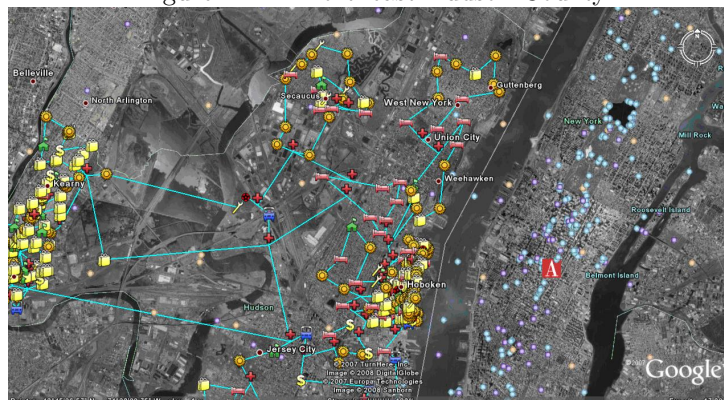 Belleville
North Arlington
Secaucus
Guttenberg
West New York
New York
Union City
Mill Rock
Kearny
Weehawken
Roosevelt Island
A
Belmont Island
Hoboken
Hudson
Jersey City
© 2007 TurnHere, Inc.
Image © 2008 DigitalGlobe
© 2007 Europa Technologies
Image © 2008 Sanborn
© 2007
Google